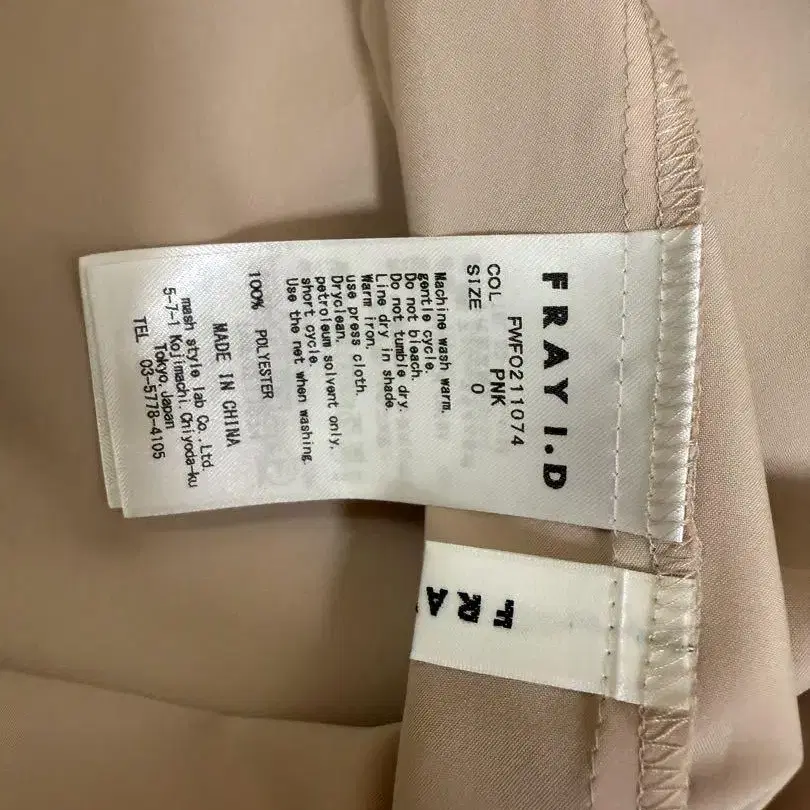 FRAY I.D
FWFO211074
COL PNK
SIZE 0
Machine wash warm,
gentle cycle.
Do not bleach.
Do not tumble dry.
Line dry in shade.
Warm iron,
use press cloth.
Dryclean,
petroleum solvent only,
short cycle.
Use the net when washing.
100% POLYESTER
MADE IN CHINA
mash style lab Co.,Ltd.
5-7-1 Kojimachi.Chiyoda-ku
Tokyo,Japan
TEL 03-5778-4105
FRA